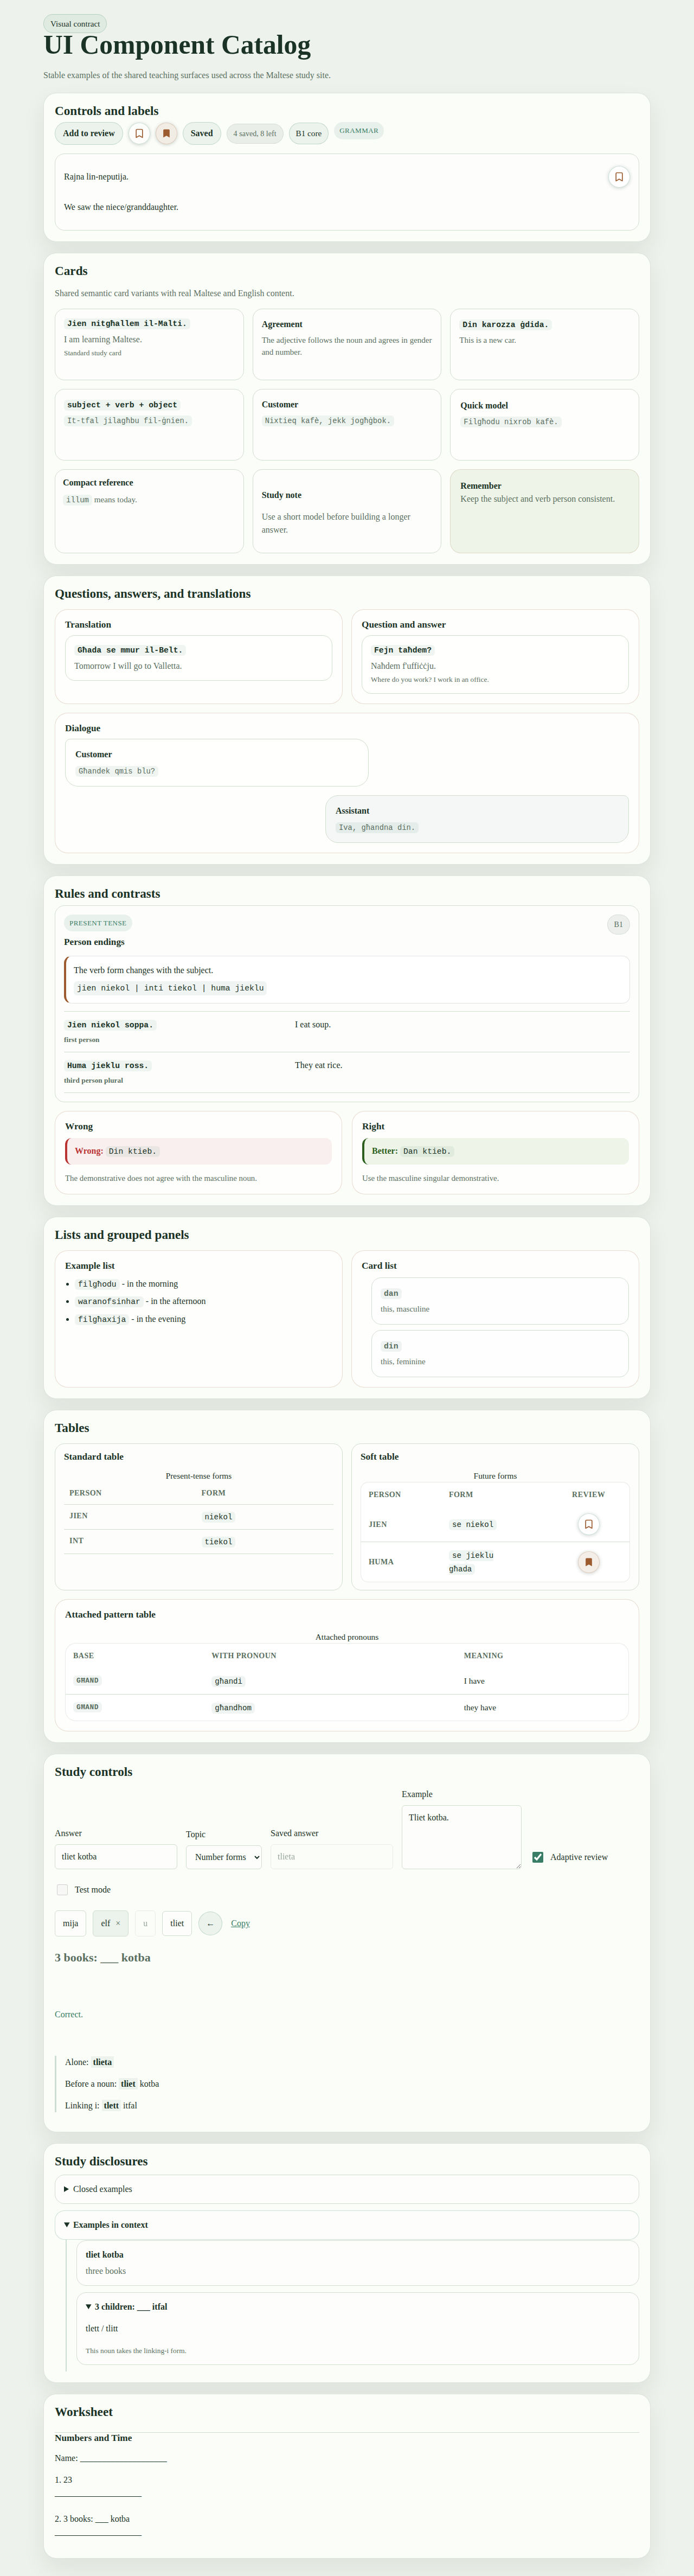 Visual contract
UI Component Catalog
Stable examples of the shared teaching surfaces used across the Maltese study site.
Controls and labels
Add to review
Saved
4 saved, 8 left
B1 core
GRAMMAR
Rajna lin-neputija.
We saw the niece/granddaughter.
Cards
Shared semantic card variants with real Maltese and English content.
Jien nitgħallem il-Malti.
I am learning Maltese.
Standard study card
Agreement
The adjective follows the noun and agrees in gender
and number.
Din karozza ġdida.
This is a new car.
subject + verb + object
It-tfal jilagħbu fil-ġnien.
Customer
Nixtieq kafè, jekk jogħġbok.
Quick model
Filgħodu nixrob kafè.
Compact reference
illum means today.
Study note
Use a short model before building a longer
answer.
Remember
Keep the subject and verb person consistent.
Questions, answers, and translations
Translation
Għada se mmur il-Belt.
Tomorrow I will go to Valletta.
Question and answer
Fejn taħdem?
Naħdem f'uffiċċju.
Where do you work? I work in an office.
Dialogue
Customer
Għandek qmis blu?
Assistant
Iva, għandna din.
Rules and contrasts
PRESENT TENSE
B1
Person endings
The verb form changes with the subject.
jien niekol | inti tiekol | huma jieklu
Jien niekol soppa.
I eat soup.
first person
Huma jieklu ross.
They eat rice.
third person plural
Wrong
Wrong: Din ktieb.
The demonstrative does not agree with the masculine noun.
Right
Better: Dan ktieb.
Use the masculine singular demonstrative.
Lists and grouped panels
Example list
filgħodu - in the morning
waranofsinhar - in the afternoon
filgħaxija - in the evening
Card list
dan
this, masculine
din
this, feminine
Tables
Standard table
Present-tense forms
PERSON FORM
JIEN niekol
INT tiekol
Soft table
Future forms
PERSON FORM REVIEW
JIEN se niekol
HUMA se jieklu
għada
Attached pattern table
Attached pronouns
BASE WITH PRONOUN MEANING
GĦAND għandi I have
GĦAND għandhom they have
Study controls
Answer
tliet kotba
Topic
Number forms
Saved answer
tlieta
Example
Tliet kotba.
Adaptive review
Test mode
mija
elf ×
u
tliet
←
Copy
3 books: ___ kotba
Correct.
Alone: tlieta
Before a noun: tliet kotba
Linking i: tlett itfal
Study disclosures
Closed examples
Examples in context
tliet kotba
three books
3 children: ___ itfal
tlett / tlitt
This noun takes the linking-i form.
Worksheet
Numbers and Time
Name: ____________________
1. 23
____________________
2. 3 books: ___ kotba
____________________